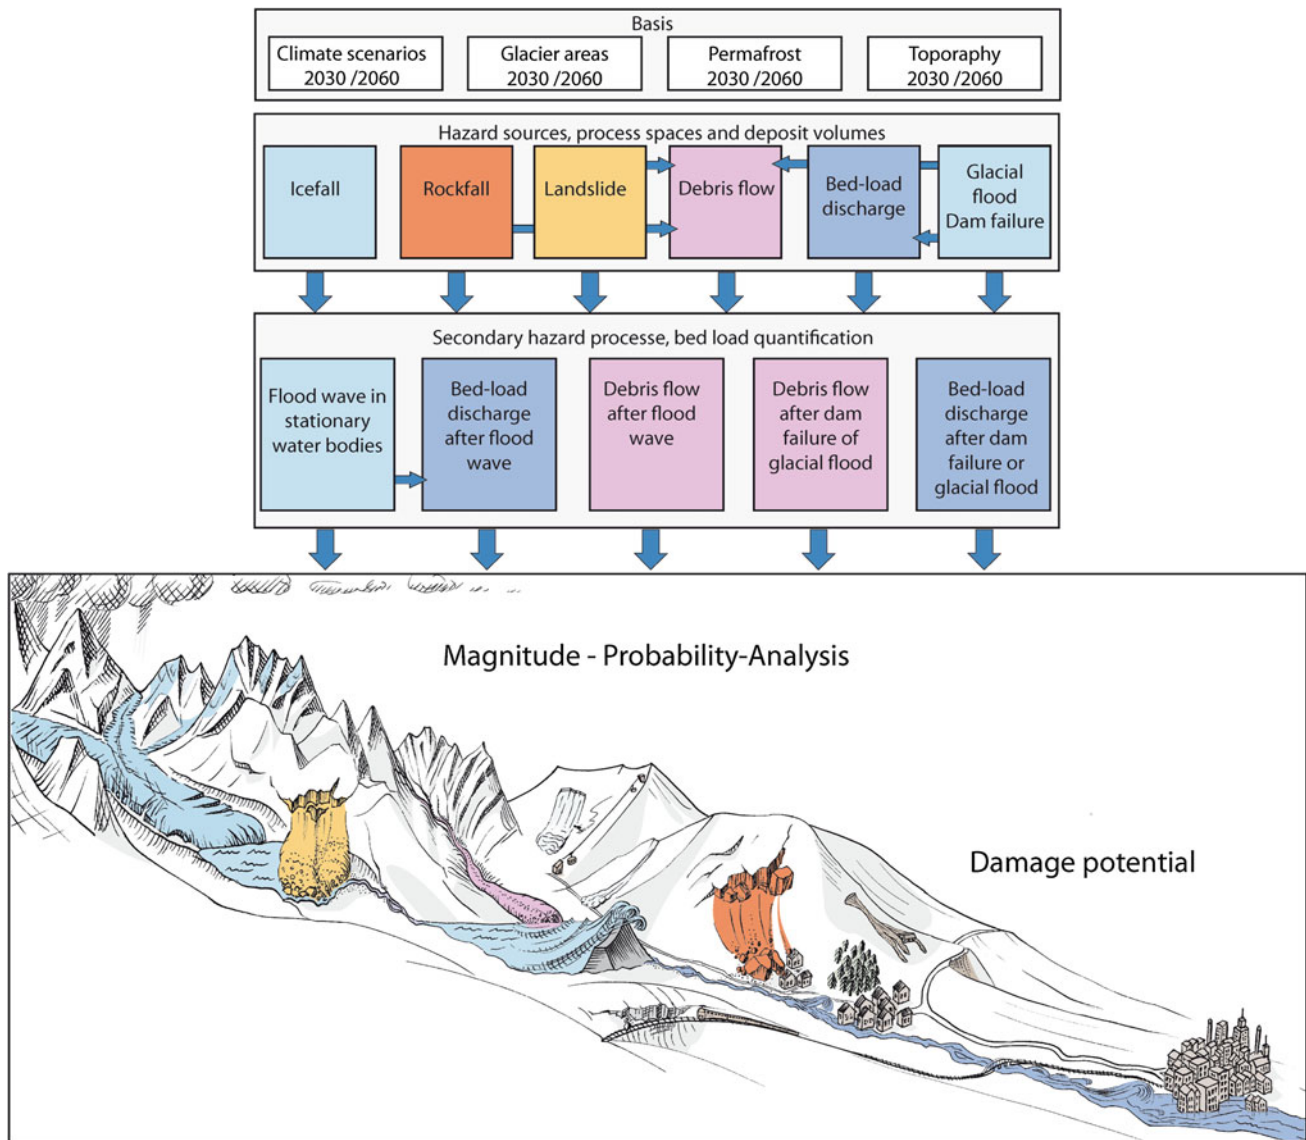 Basis
Climate scenarios
2030 /2060
Glacier areas
2030 /2060
Permafrost
2030 /2060
Toporaphy
2030 /2060
Hazard sources, process spaces and deposit volumes
Icefall
Rockfall
Landslide
Debris flow
Bed-load
discharge
Glacial
flood
Dam failure
Secondary hazard processe, bed load quantification
Flood wave in
stationary
water bodies
Bed-load
discharge
after flood
wave
Debris flow
after flood
wave
Debris flow
after dam
failure of
glacial flood
Bed-load
discharge
after dam
failure or
glacial flood
Magnitude - Probability-Analysis
Damage potential